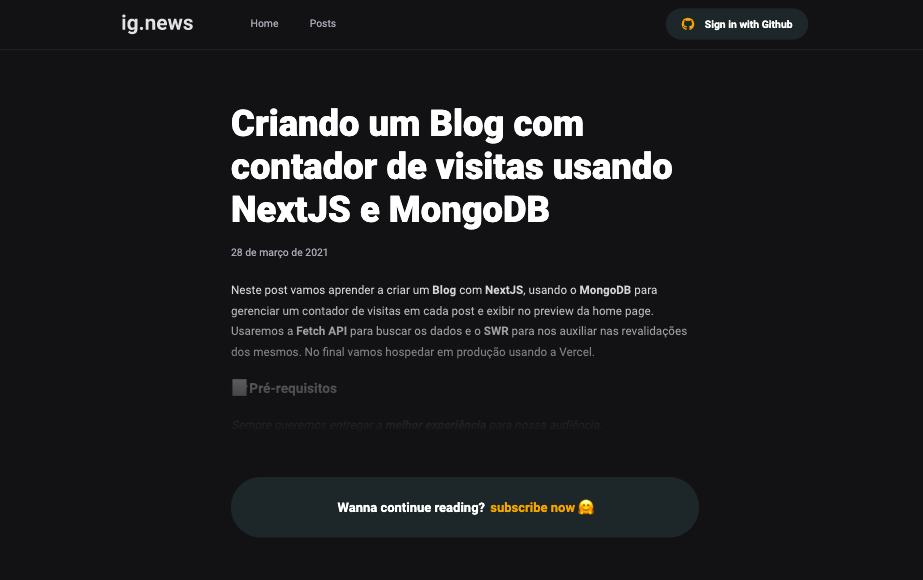 ig.news
Home
Posts
Sign in with Github
Criando um Blog com
contador de visitas usando
NextJS e MongoDB
28 de março de 2021
Neste post vamos aprender a criar um Blog com NextJS, usando o MongoDB para
gerenciar um contador de visitas em cada post e exibir no preview da home page.
Usaremos a Fetch API para buscar os dados e o SWR para nos auxiliar nas revalidações
dos mesmos. No final vamos hospedar em produção usando a Vercel.
Pré-requisitos
Sempre queremos entregar a melhor experiência para nossa audiência
Wanna continue reading? subscribe now 🤗